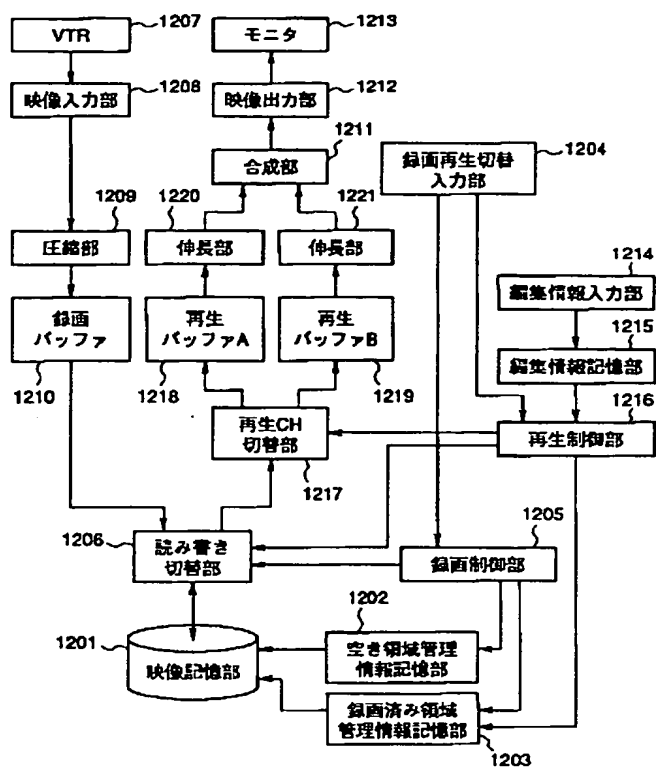 1207
VTR
1213
モニタ
1208
映像入力部
1212
映像出力部
1211
合成部
1204
録画再生切替
入力部
1209
圧縮部
1220
伸長部
1221
伸長部
1214
編集情報入力部
録画
バッファ
1210
再生
バッファA
1218
再生
バッファB
1219
1215
編集情報記憶部
1216
再生制御部
再生CH
切替部
1217
1206
読み書き
切替部
1205
録画制御部
1201
映像記憶部
1202
空き領域管理
情報記憶部
録画済み領域
管理情報記憶部
1203